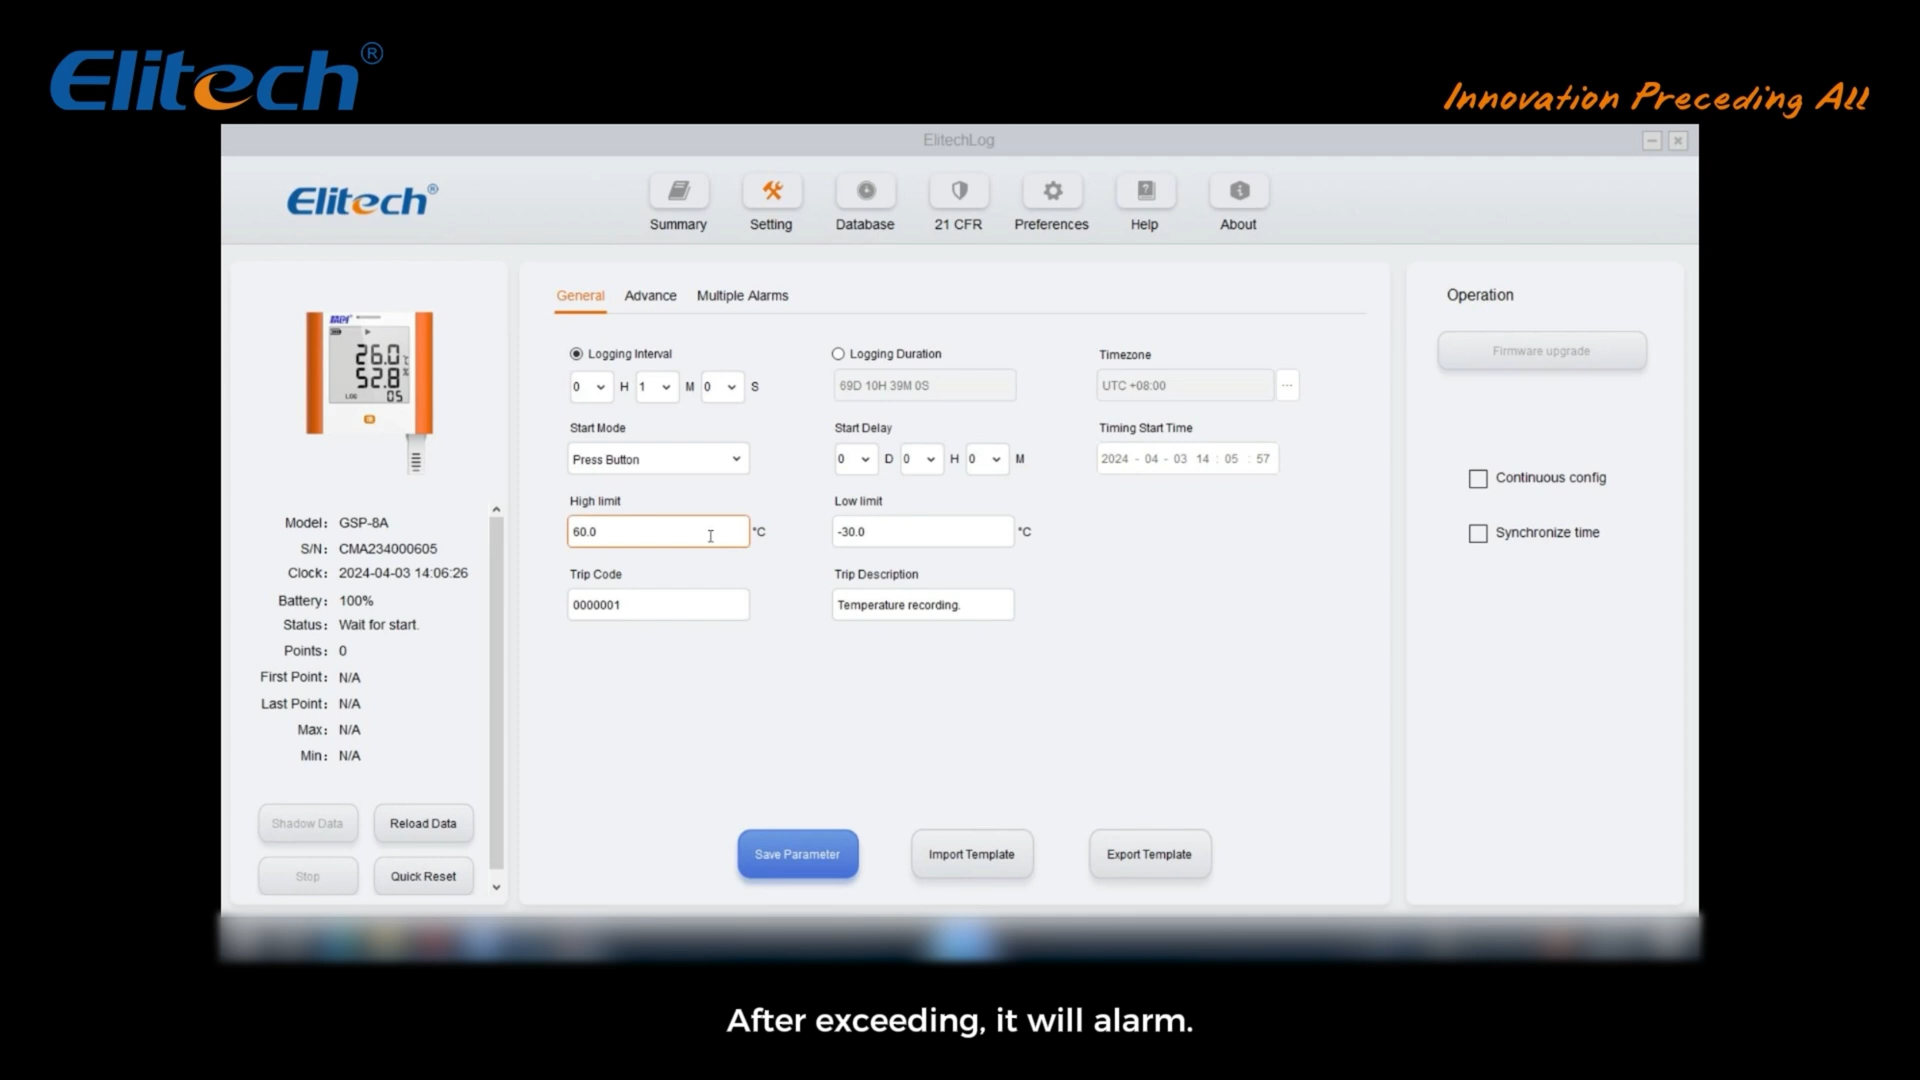 Elitech®
Innovation Preceding All
ElitechLog
Elitech®
Summary
Setting
Database
21 CFR
Preferences
Help
About
26.0
52.8
LOG 05
Model: GSP-8A
S/N: CMA234000605
Clock: 2024-04-03 14:06:26
Battery: 100%
Status: Wait for start.
Points: 0
First Point: N/A
Last Point: N/A
Max: N/A
Min: N/A
Shadow Data
Reload Data
Stop
Quick Reset
General
Advance
Multiple Alarms
Logging Interval
0 H 1 M 0 S
Logging Duration
69D 10H 39M 0S
Timezone
UTC +08:00
...
Start Mode
Press Button
Start Delay
0 D 0 H 0 M
Timing Start Time
2024 - 04 - 03 14 : 05 : 57
High limit
60.0 °C
Low limit
-30.0 °C
Trip Code
0000001
Trip Description
Temperature recording.
Save Parameter
Import Template
Export Template
Operation
Firmware upgrade
Continuous config
Synchronize time
After exceeding, it will alarm.